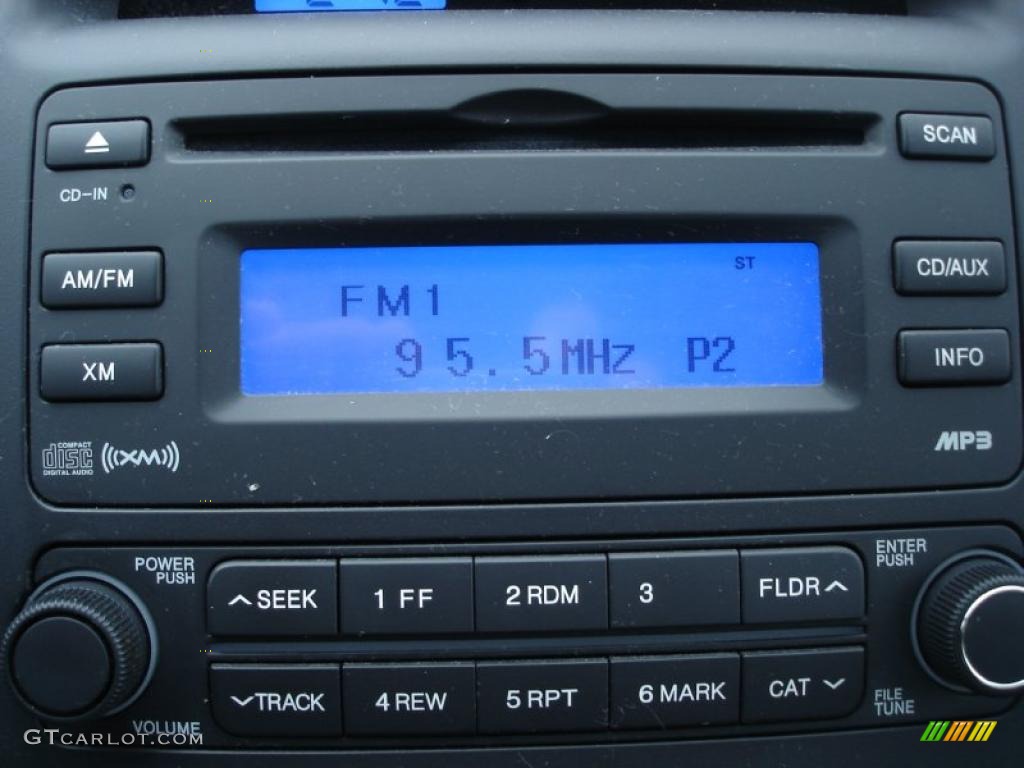 SCAN
CD-IN
ST
AM/FM
FM1
CD/AUX
95.5MHz P2
XM
INFO
COMPACT
disc
DIGITAL AUDIO
((XM))
MP3
POWER
PUSH
ENTER
PUSH
SEEK
1 FF
2 RDM
3
FLDR
TRACK
4 REW
5 RPT
6 MARK
CAT
FILE
TUNE
VOLUME
GTCARLOT.COM